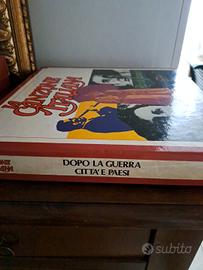 LA
CANZONE
ITALIANA
DOPO LA GUERRA
CITTA' E PAESI
subito